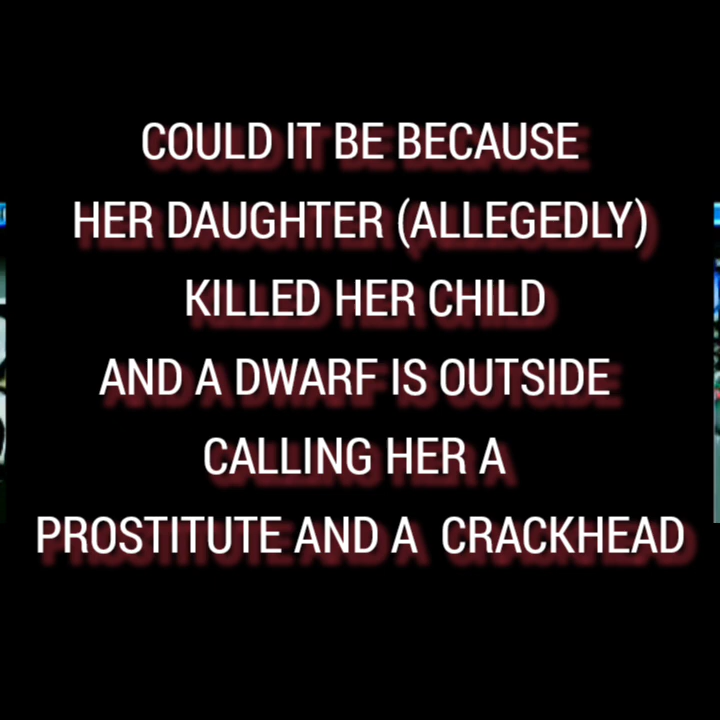 COULD IT BE BECAUSE
HER DAUGHTER (ALLEGEDLY)
KILLED HER CHILD
AND A DWARF IS OUTSIDE
CALLING HER A
PROSTITUTE AND A CRACKHEAD